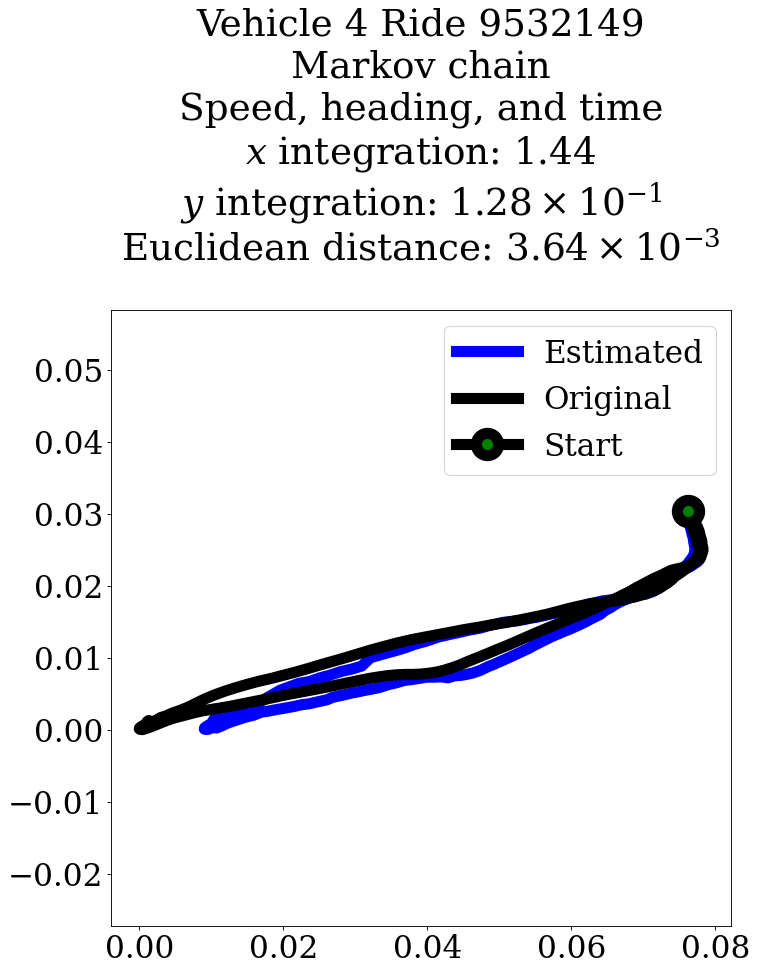 Vehicle 4 Ride 9532149
Markov chain
Speed, heading, and time
x integration: 1.44
y integration: 1.28 × 10⁻¹
Euclidean distance: 3.64 × 10⁻³
Estimated
Original
Start
0.05
0.04
0.03
0.02
0.01
0.00
−0.01
−0.02
0.00 0.02 0.04 0.06 0.08